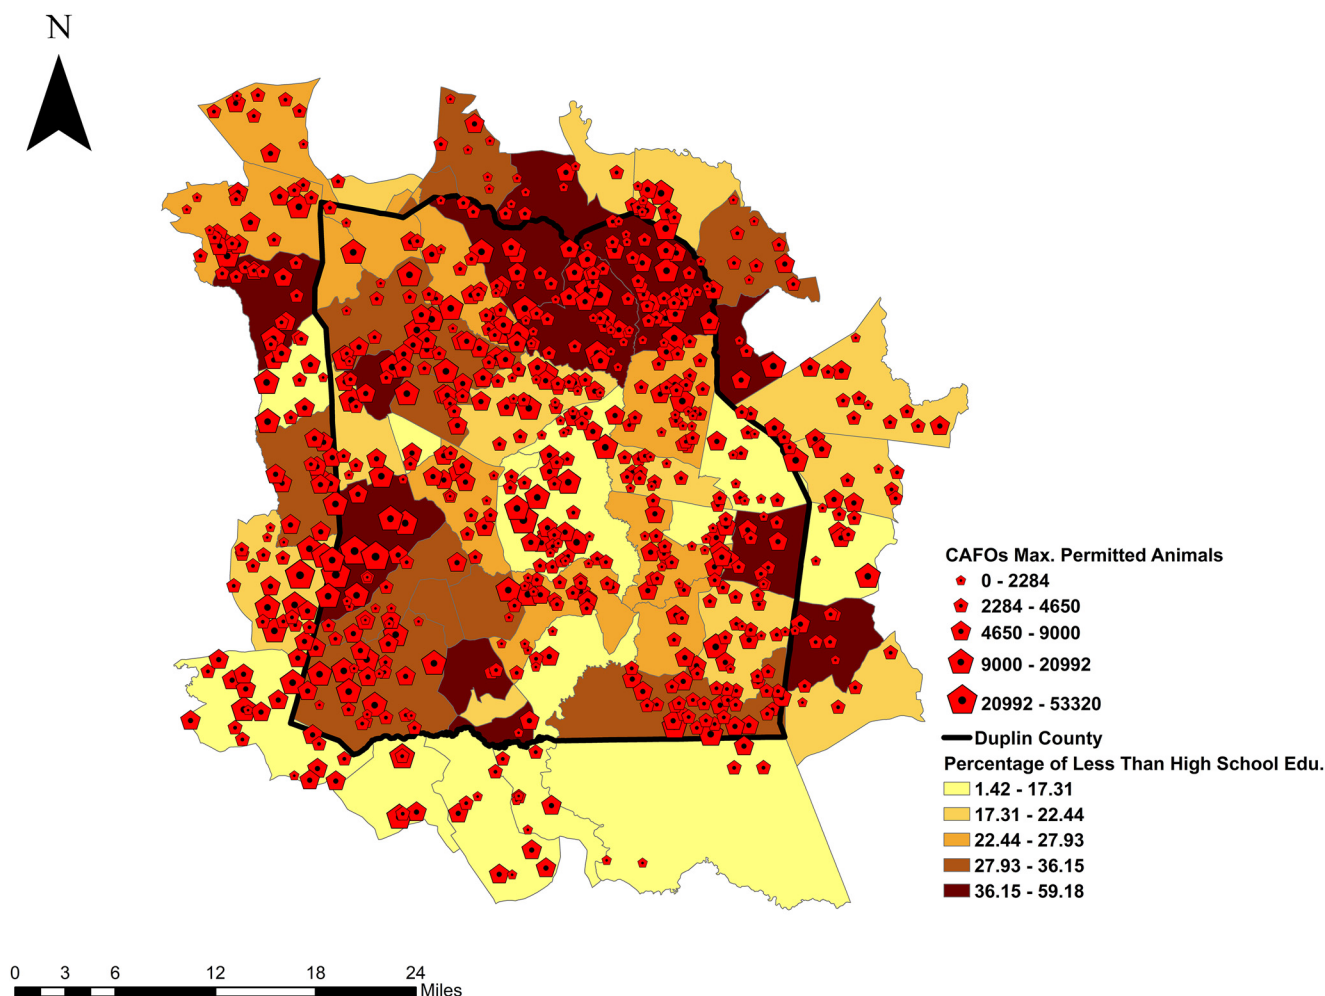 N
CAFOs Max. Permitted Animals
0 - 2284
2284 - 4650
4650 - 9000
9000 - 20992
20992 - 53320
Duplin County
Percentage of Less Than High School Edu.
1.42 - 17.31
17.31 - 22.44
22.44 - 27.93
27.93 - 36.15
36.15 - 59.18
0 3 6 12 18 24
Miles